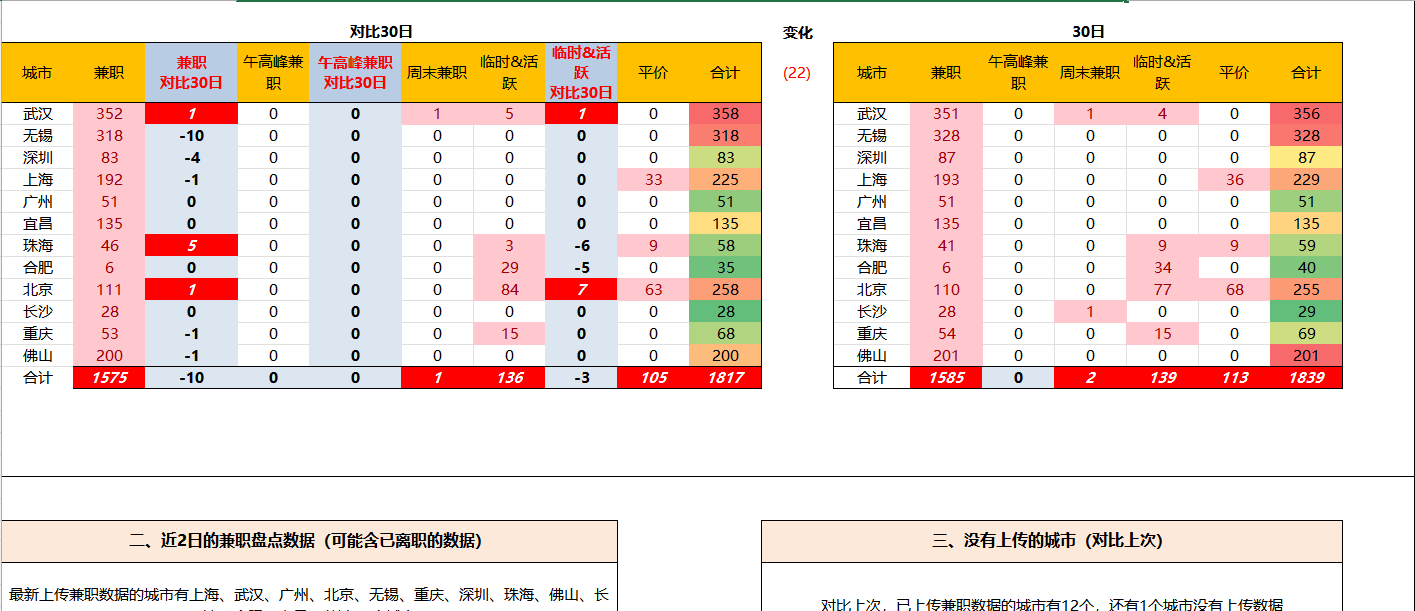 对比30日 变化 30日
城市 兼职 兼职 对比30日 午高峰兼职 午高峰兼职 对比30日 周末兼职 临时&活跃 临时&活跃 对比30日 平价 合计 (22) 城市 兼职 午高峰兼职 周末兼职 临时&活跃 平价 合计
武汉 352 1 0 0 1 5 1 0 358 武汉 351 0 1 4 0 356
无锡 318 -10 0 0 0 0 0 0 318 无锡 328 0 0 0 0 328
深圳 83 -4 0 0 0 0 0 0 83 深圳 87 0 0 0 0 87
上海 192 -1 0 0 0 0 0 33 225 上海 193 0 0 0 36 229
广州 51 0 0 0 0 0 0 0 51 广州 51 0 0 0 0 51
宜昌 135 0 0 0 0 0 0 0 135 宜昌 135 0 0 0 0 135
珠海 46 5 0 0 0 3 -6 9 58 珠海 41 0 0 9 9 59
合肥 6 0 0 0 0 29 -5 0 35 合肥 6 0 0 34 0 40
北京 111 1 0 0 0 84 7 63 258 北京 110 0 0 77 68 255
长沙 28 0 0 0 0 0 0 0 28 长沙 28 0 1 0 0 29
重庆 53 -1 0 0 0 15 0 0 68 重庆 54 0 0 15 0 69
佛山 200 -1 0 0 0 0 0 0 200 佛山 201 0 0 0 0 201
合计 1575 -10 0 0 1 136 -3 105 1817 合计 1585 0 2 139 113 1839
二、近2日的兼职盘点数据（可能含已离职的数据） 三、没有上传的城市（对比上次）
最新上传兼职数据的城市有上海、武汉、广州、北京、无锡、重庆、深圳、珠海、佛山、长
对比上次，已上传兼职数据的城市有12个，还有1个城市没有上传数据